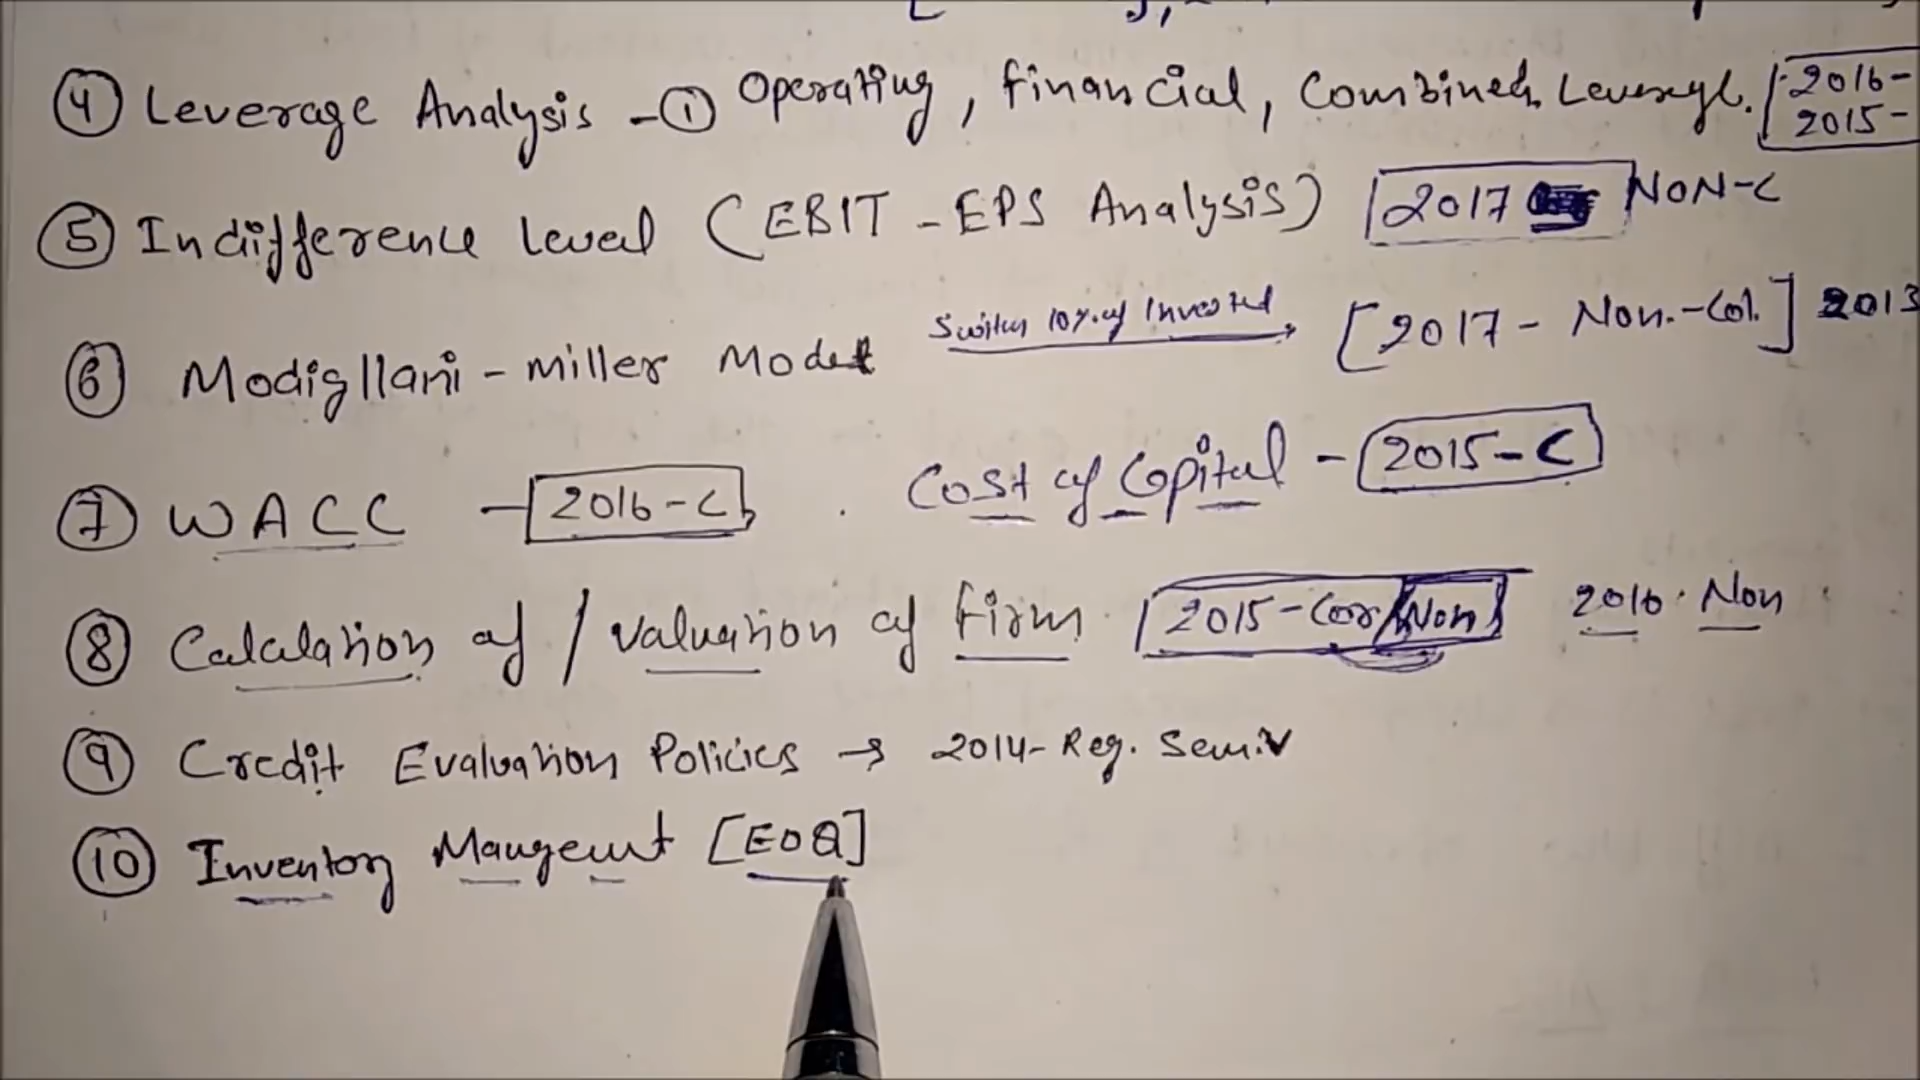 ④ Leverage Analysis - ① Operating, financial, Combined Leverage. [2016-
2015-
⑤ Indifference level (EBIT - EPS Analysis) [2017 NON-C
⑥ Modigllani - miller Model 10% of Invested [2017 - Non.-Col.] 2013
⑦ WACC - 2016-C . Cost of Capital - 2015-C
⑧ Calculation of / Valuation of firm 2015-Cor/Non 2016. Non
⑨ Credit Evaluation Policies → 2014- Reg. Sem.V
⑩ Inventory Mangemt [EOQ]